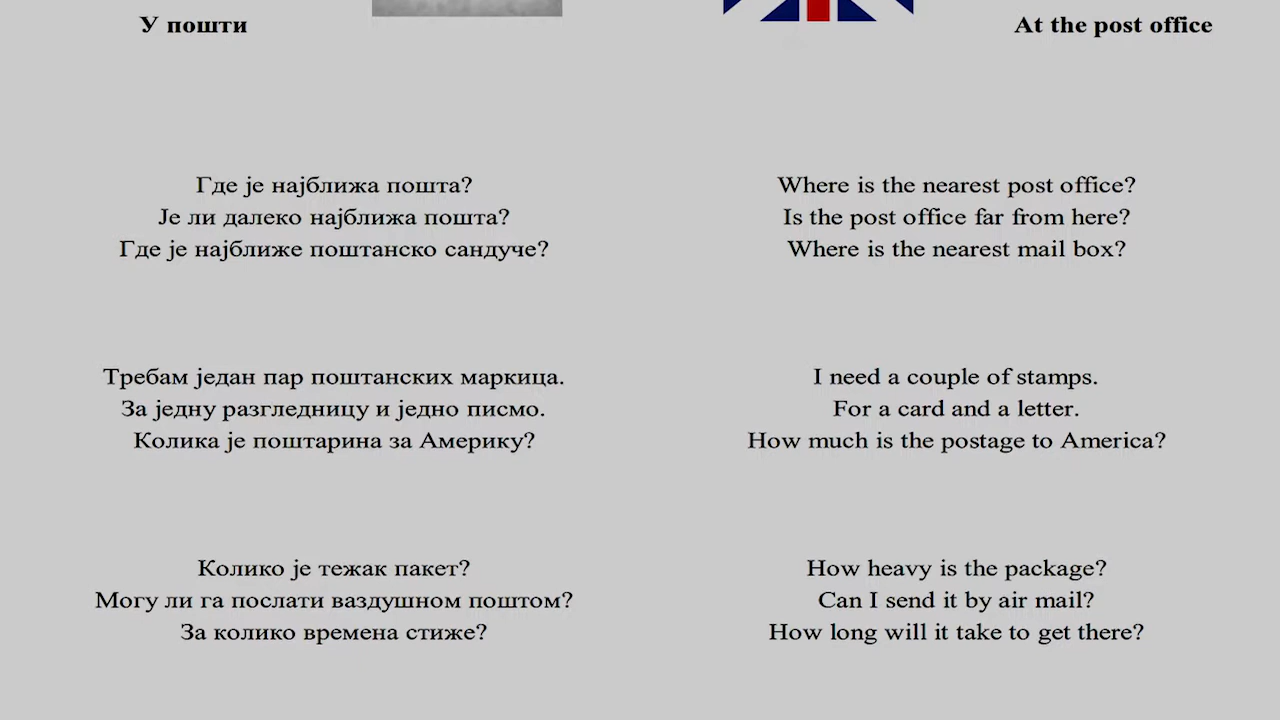 У пошти
At the post office
Где је најближа пошта?
Је ли далеко најближа пошта?
Где је најближе поштанско сандуче?
Where is the nearest post office?
Is the post office far from here?
Where is the nearest mail box?
Требам један пар поштанских маркица.
За једну разгледницу и једно писмо.
Колика је поштарина за Америку?
I need a couple of stamps.
For a card and a letter.
How much is the postage to America?
Колико је тежак пакет?
Могу ли га послати ваздушном поштом?
За колико времена стиже?
How heavy is the package?
Can I send it by air mail?
How long will it take to get there?